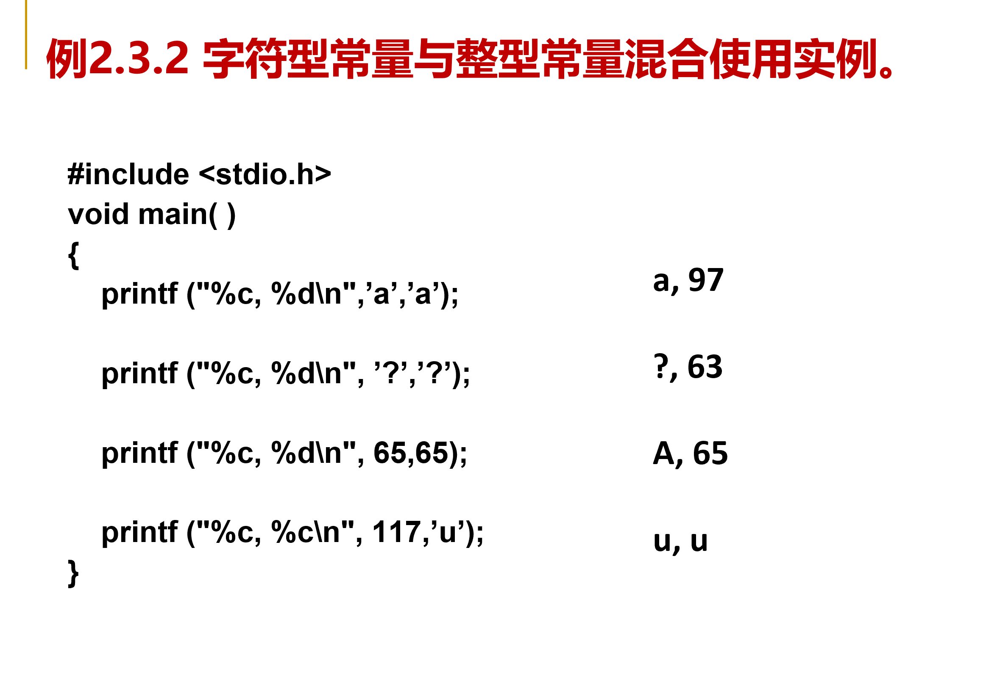 例2.3.2 字符型常量与整型常量混合使用实例。
#include <stdio.h>
void main( )
{
printf ("%c, %d\n",’a’,’a’);
a, 97
printf ("%c, %d\n", ’?’,’?’);
?, 63
printf ("%c, %d\n", 65,65);
A, 65
printf ("%c, %c\n", 117,’u’);
u, u
}